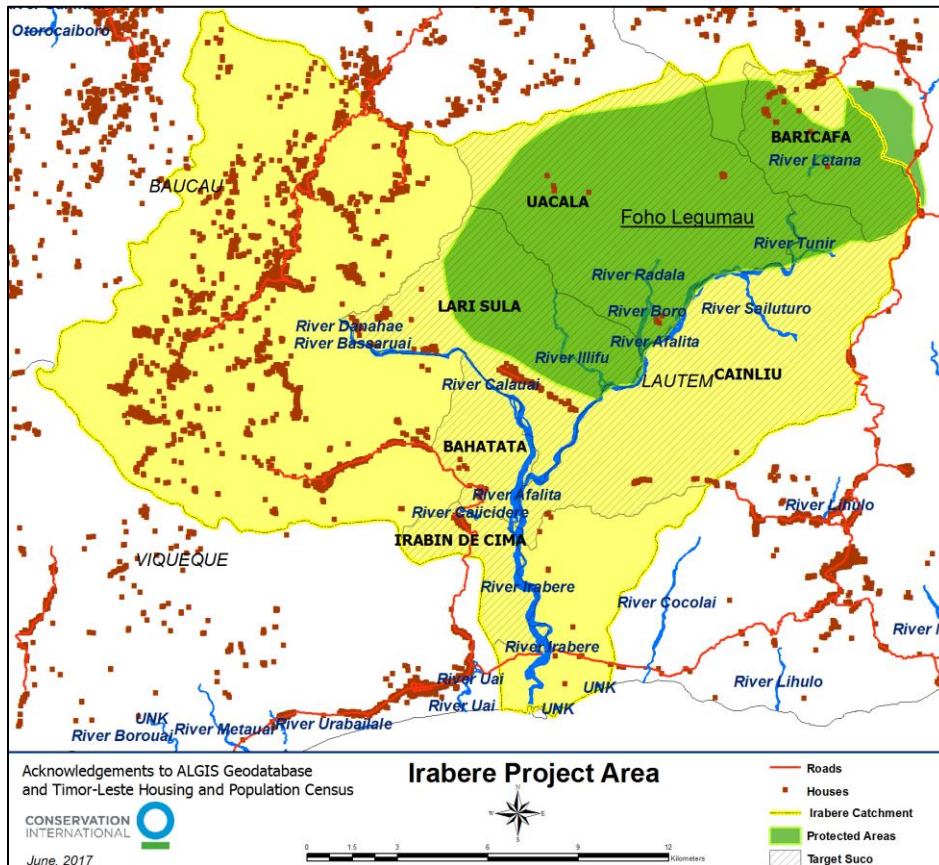 Otorocaiboro
BARICAFA
River Letana
BAUCAU
UACALA
Foho Legumau
River Tunir
River Radala
LARI SULA
River Boro
River Sailuturo
River Danahae
River Bassaruai
River Afalita
River Illifu
LAUTEM
CAINLIU
River Calauai
BAHATATA
River Afalita
River Caijcidere
River Lihulo
IRABIN DE CIMA
VIQUEQUE
River Irabere
River Cocolai
River Irabere
River Uai
UNK
River Lihulo
River Uai
UNK
UNK
River Borouai
River Metauai
River Urabailale
Acknowledgements to ALGIS Geodatabase
and Timor-Leste Housing and Population Census
CONSERVATION
INTERNATIONAL
June, 2017
Irabere Project Area
N
W
E
S
0
1.5
3
6
9
12
Kilometers
Roads
Houses
Irabere Catchment
Protected Areas
Target Suco